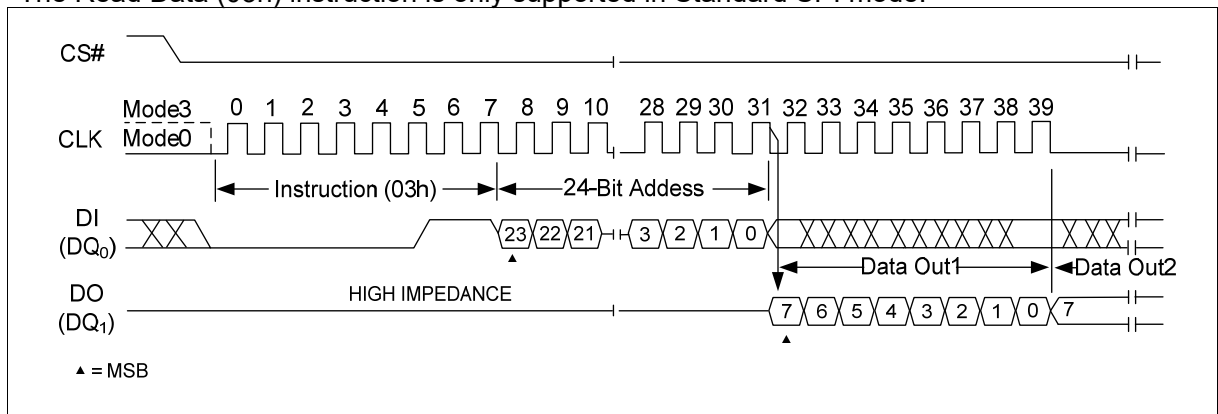 The Read Data (03h) instruction is only supported in Standard SPI mode.
CS#
Mode3 0 1 2 3 4 5 6 7 8 9 10 28 29 30 31 32 33 34 35 36 37 38 39
CLK Mode0
Instruction (03h) 24-Bit Addess
DI
(DQ0) 23 22 21 3 2 1 0
Data Out1 Data Out2
DO HIGH IMPEDANCE
(DQ1) 7 6 5 4 3 2 1 0 7
▲ = MSB